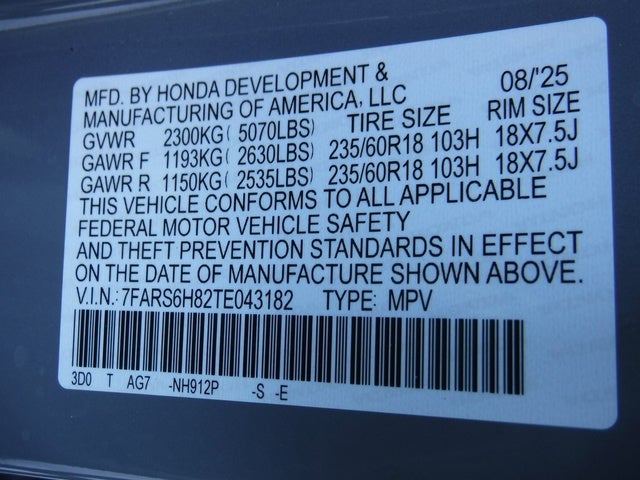 MFD. BY HONDA DEVELOPMENT & 08/'25
MANUFACTURING OF AMERICA, LLC
GVWR 2300KG( 5070LBS) TIRE SIZE RIM SIZE
GAWR F 1193KG( 2630LBS) 235/60R18 103H 18X7.5J
GAWR R 1150KG( 2535LBS) 235/60R18 103H 18X7.5J
THIS VEHICLE CONFORMS TO ALL APPLICABLE
FEDERAL MOTOR VEHICLE SAFETY
AND THEFT PREVENTION STANDARDS IN EFFECT
ON THE DATE OF MANUFACTURE SHOWN ABOVE.
V.I.N.: 7FARS6H82TE043182 TYPE: MPV
3D0 T AG7 -NH912P -S -E